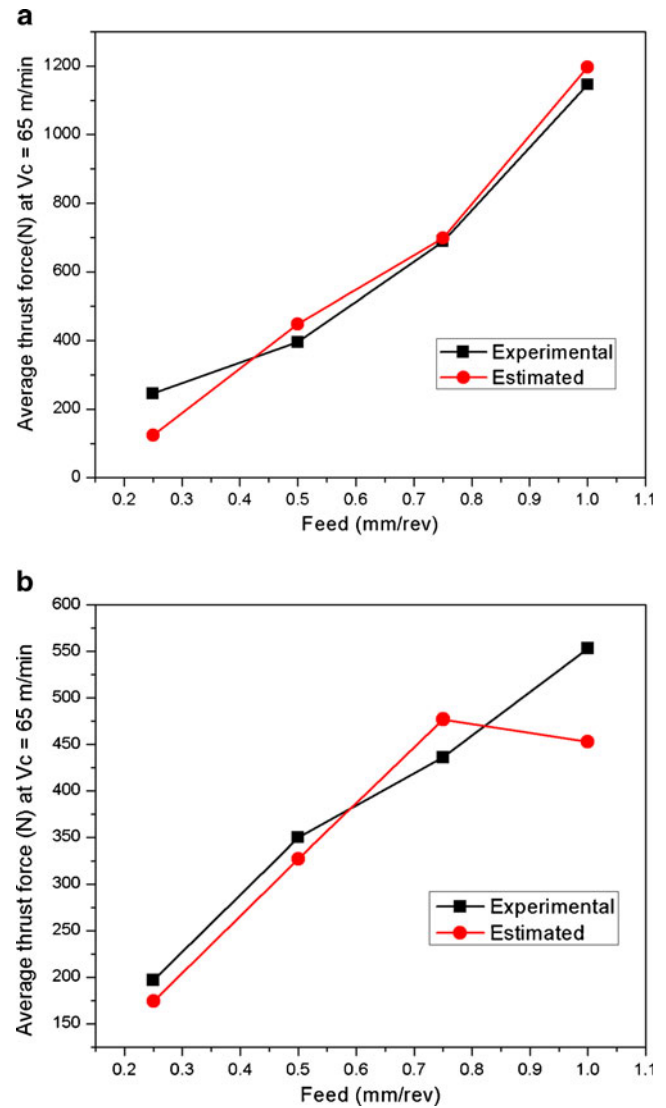 a
Average thrust force(N) at Vc = 65 m/min
1200
1000
800
600
400
200
0
Experimental
Estimated
0.2 0.3 0.4 0.5 0.6 0.7 0.8 0.9 1.0 1.1
Feed (mm/rev)
b
Average thrust force (N) at Vc = 65 m/min
600
550
500
450
400
350
300
250
200
150
Experimental
Estimated
0.2 0.3 0.4 0.5 0.6 0.7 0.8 0.9 1.0 1.1
Feed (mm/rev)